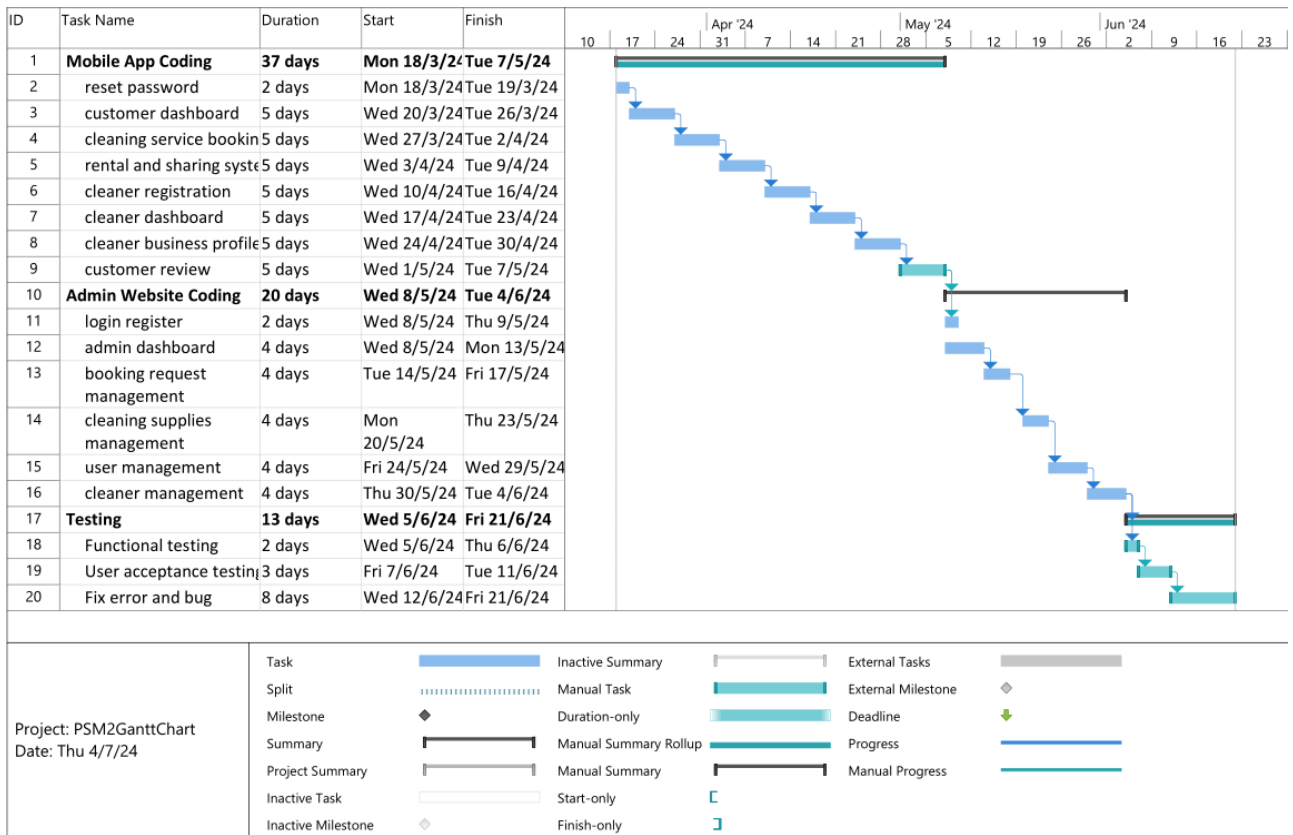 ID Task Name Duration Start Finish
Apr '24 May '24 Jun '24
10 17 24 31 7 14 21 28 5 12 19 26 2 9 16 23
1 Mobile App Coding 37 days Mon 18/3/24 Tue 7/5/24
2 reset password 2 days Mon 18/3/24 Tue 19/3/24
3 customer dashboard 5 days Wed 20/3/24 Tue 26/3/24
4 cleaning service bookin 5 days Wed 27/3/24 Tue 2/4/24
5 rental and sharing syste 5 days Wed 3/4/24 Tue 9/4/24
6 cleaner registration 5 days Wed 10/4/24 Tue 16/4/24
7 cleaner dashboard 5 days Wed 17/4/24 Tue 23/4/24
8 cleaner business profile 5 days Wed 24/4/24 Tue 30/4/24
9 customer review 5 days Wed 1/5/24 Tue 7/5/24
10 Admin Website Coding 20 days Wed 8/5/24 Tue 4/6/24
11 login register 2 days Wed 8/5/24 Thu 9/5/24
12 admin dashboard 4 days Wed 8/5/24 Mon 13/5/24
13 booking request 4 days Tue 14/5/24 Fri 17/5/24
management
14 cleaning supplies 4 days Mon Thu 23/5/24
management 20/5/24
15 user management 4 days Fri 24/5/24 Wed 29/5/24
16 cleaner management 4 days Thu 30/5/24 Tue 4/6/24
17 Testing 13 days Wed 5/6/24 Fri 21/6/24
18 Functional testing 2 days Wed 5/6/24 Thu 6/6/24
19 User acceptance testing 3 days Fri 7/6/24 Tue 11/6/24
20 Fix error and bug 8 days Wed 12/6/24 Fri 21/6/24
Project: PSM2GanttChart
Date: Thu 4/7/24
Task
Split
Milestone
Summary
Project Summary
Inactive Task
Inactive Milestone
Inactive Summary
Manual Task
Duration-only
Manual Summary Rollup
Manual Summary
Start-only
Finish-only
External Tasks
External Milestone
Deadline
Progress
Manual Progress